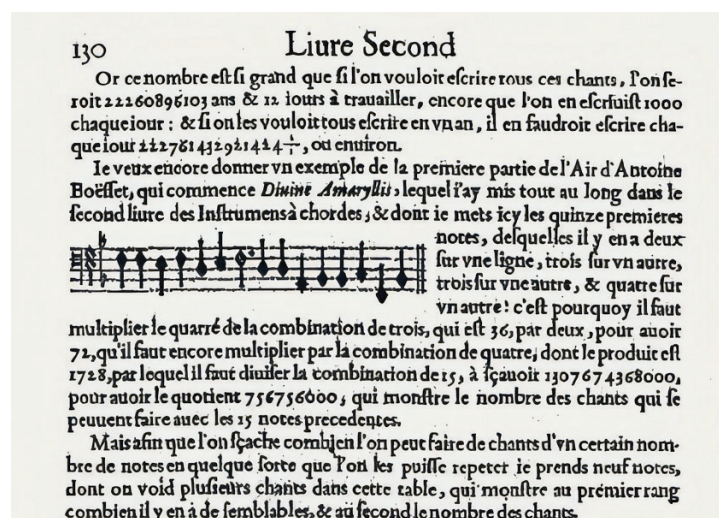 130 Liure Second
Or ce nombre est si grand que si l'on vouloit escrire tous ces chants, l'on se-
roit 22260896103 ans & 12 iours à trauailler, encore que l'on en escriuist 1000
chaque iour: & si on les vouloit tous escrire en vn an, il en faudroit escrire cha-
que iour , ou enuiron.
Ie veux encore donner vn exemple de la premiere partie de l'Air d'Antoine
Boësset, qui commence Diuine Amaryllis, lequel i'ay mis tout au long dans le
second liure des Instrumens à chordes, & dont ie mets icy les quinze premieres
notes, desquelles il y en a deux
sur vne ligne, trois sur vn autre,
trois sur vne autre, & quatre sur
vn autre: c'est pourquoy il faut
multiplier le quarré de la combination de trois, qui est 36, par deux, pour auoir
72, qu'il faut encore multiplier par la combination de quatre, dont le produit est
1728, par lequel il faut diuiser la combination de 15, à sçauoir 1307674368000,
pour auoir le quotient 756756000, qui monstre le nombre des chants qui se
peuuent faire auec les 15 notes precedentes.
Mais afin que l'on sçache combien l'on peut faire de chants d'vn certain nom-
bre de notes en quelque sorte que l'on les puisse repeter ie prends neuf notes,
dont on void plusieurs chants dans cette table, qui monstre au premier rang
combien il y en à de semblables, & au second le nombre des chants.